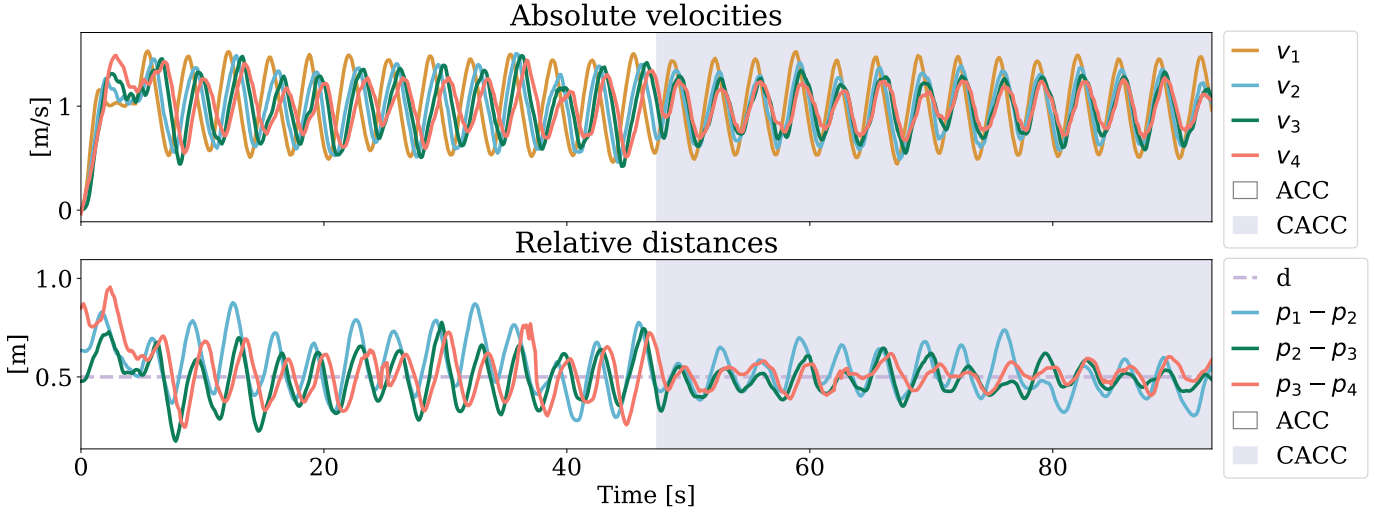 Absolute velocities
[m/s]
1
0
v₁
v₂
v₃
v₄
ACC
CACC
Relative distances
[m]
1.0
0.5
d
p₁ − p₂
p₂ − p₃
p₃ − p₄
ACC
CACC
0 20 40 60 80
Time [s]